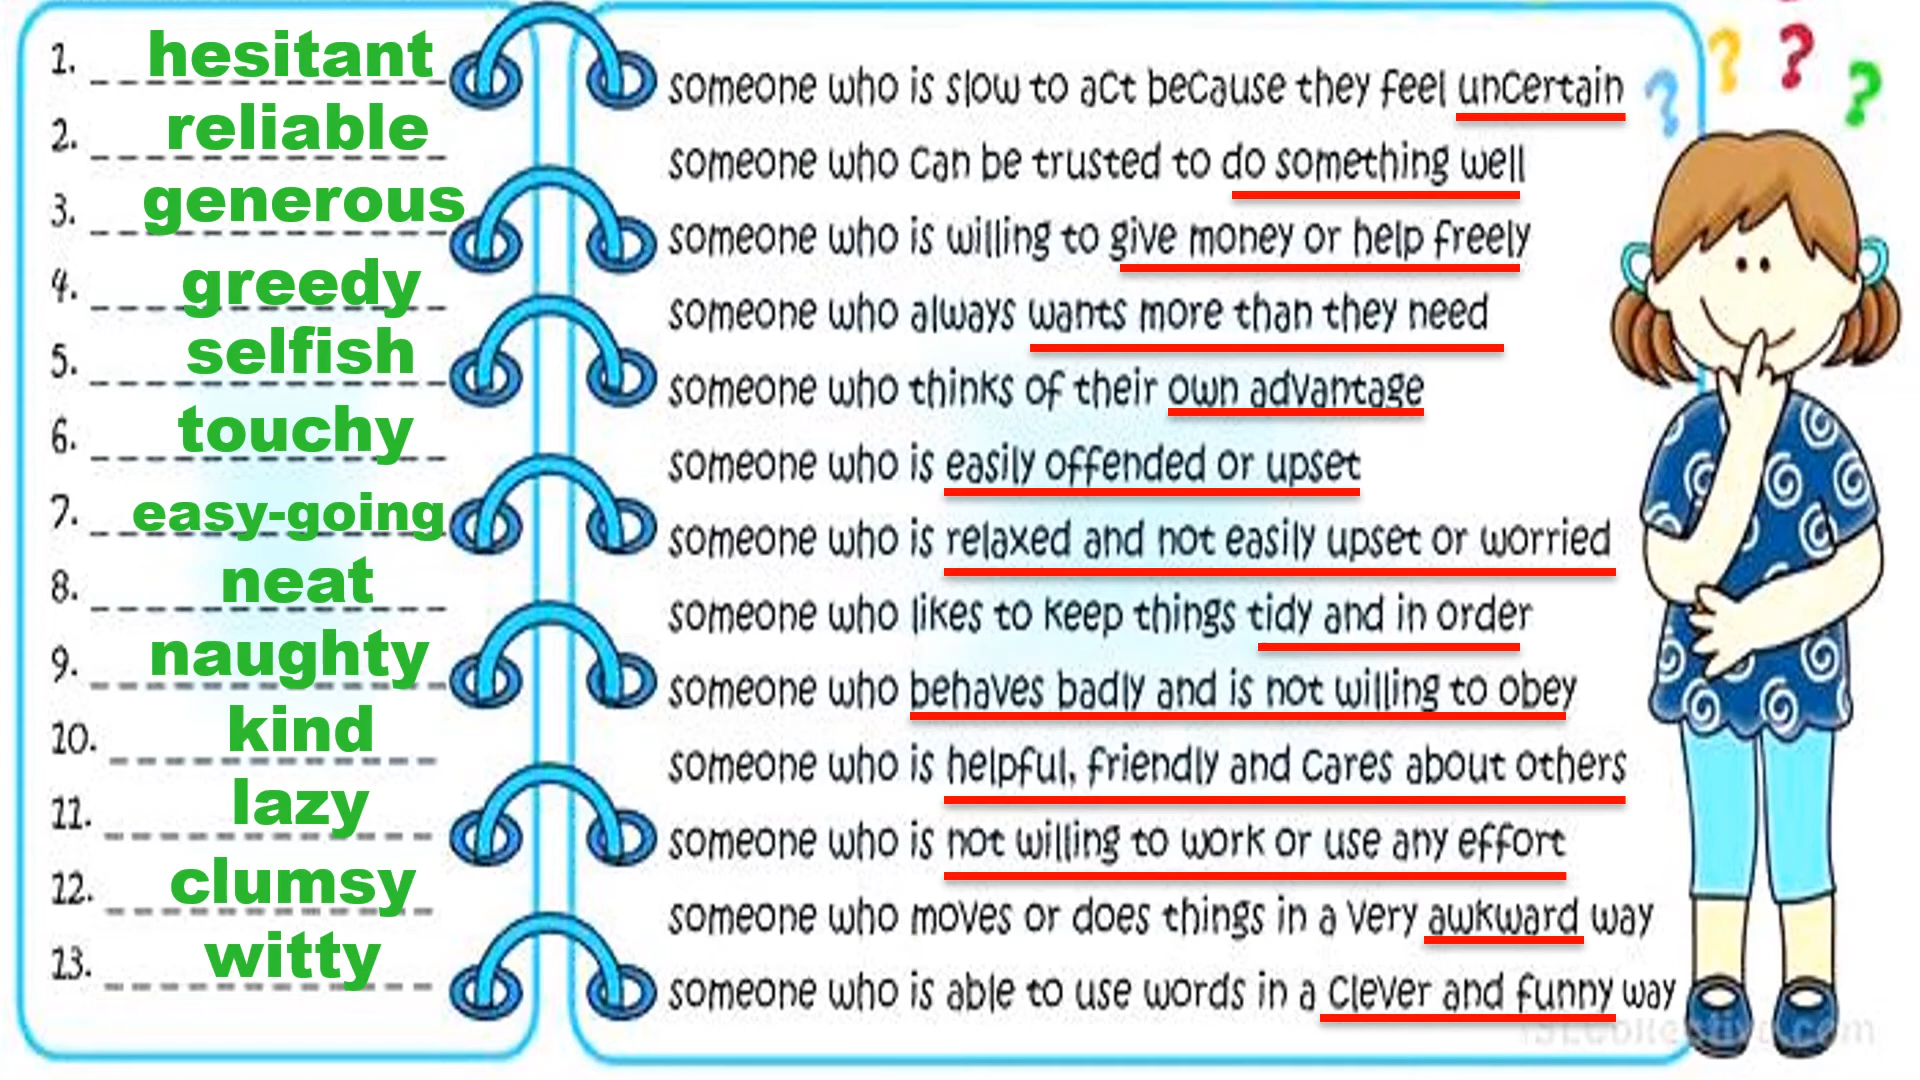 1. hesitant someone who is slow to act because they feel uncertain
2. reliable someone who can be trusted to do something well
3. generous someone who is willing to give money or help freely
4. greedy someone who always wants more than they need
5. selfish someone who thinks of their own advantage
6. touchy someone who is easily offended or upset
7. easy-going someone who is relaxed and not easily upset or worried
8. neat someone who likes to keep things tidy and in order
9. naughty someone who behaves badly and is not willing to obey
10. kind someone who is helpful, friendly and cares about others
11. lazy someone who is not willing to work or use any effort
12. clumsy someone who moves or does things in a very awkward way
13. witty someone who is able to use words in a clever and funny way